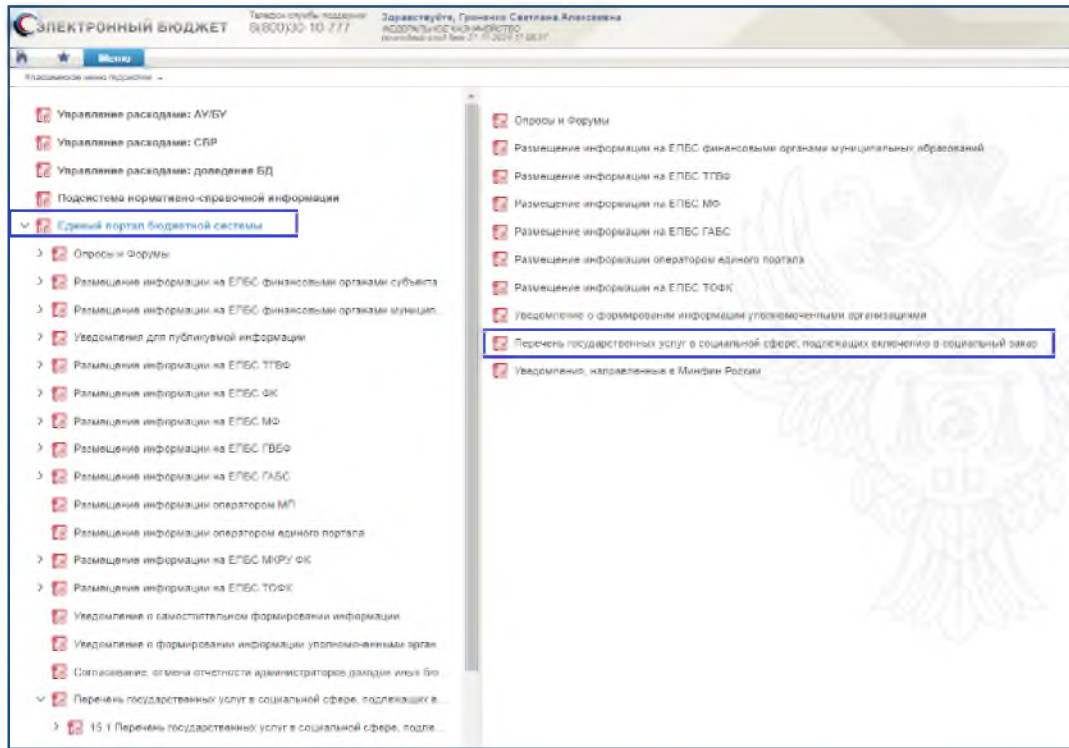 ЭЛЕКТРОННЫЙ БЮДЖЕТ
Телефон службы поддержки
8(800)30-10-777
Здравствуйте, Светлана Алексеевна
ФЕДЕРАЛЬНОЕ КАЗНАЧЕЙСТВО
Меню
Управление расходами: АУ/БУ
Управление расходами: СБР
Управление расходами: доведение БД
Подсистема нормативно-справочной информации
Единый портал бюджетной системы
Опросы и Форумы
Размещение информации на ЕПБС финансовыми органами субъекта
Размещение информации на ЕПБС финансовыми органами муницип...
Уведомления для публикуемой информации
Размещение информации на ЕПБС ТГВФ
Размещение информации на ЕПБС ФК
Размещение информации на ЕПБС МФ
Размещение информации на ЕПБС ГВБФ
Размещение информации на ЕПБС ГАБС
Размещение информации оператором МП
Размещение информации оператором единого портала
Размещение информации на ЕПБС МКРУ ФК
Размещение информации на ЕПБС ТОФК
Уведомление о самостоятельном формировании информации
Уведомление о формировании информации уполномоченными орган
Согласование, отмена отчетности администраторов доходов иных бю...
Перечень государственных услуг в социальной сфере, подлежащих в...
15.1 Перечень государственных услуг в социальной сфере, подле...
Опросы и Форумы
Размещение информации на ЕПБС финансовыми органами муниципальных образований
Размещение информации на ЕПБС ТГВФ
Размещение информации на ЕПБС МФ
Размещение информации на ЕПБС ГАБС
Размещение информации оператором единого портала
Размещение информации на ЕПБС ТОФК
Уведомление о формировании информации уполномоченными организациями
Перечень государственных услуг в социальной сфере, подлежащих включению в социальный заказ
Уведомления, направленные в Минфин России